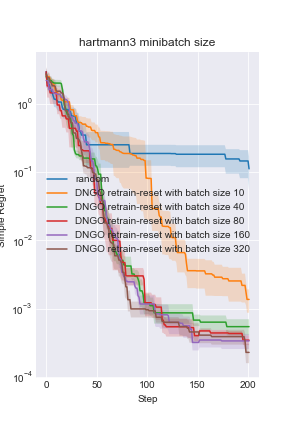 hartmann3 minibatch size
Simple Regret
10⁰
10⁻¹
10⁻²
10⁻³
10⁻⁴
random
DNGO retrain-reset with batch size 10
DNGO retrain-reset with batch size 40
DNGO retrain-reset with batch size 80
DNGO retrain-reset with batch size 160
DNGO retrain-reset with batch size 320
0 50 100 150 200
Step